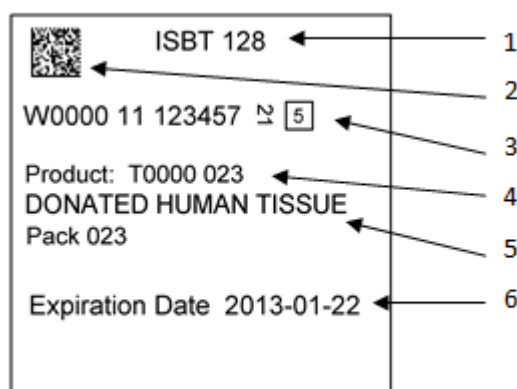 ISBT 128
1
2
W0000 11 123457 21 5
3
Product: T0000 023
4
DONATED HUMAN TISSUE
Pack 023
5
Expiration Date 2013-01-22
6